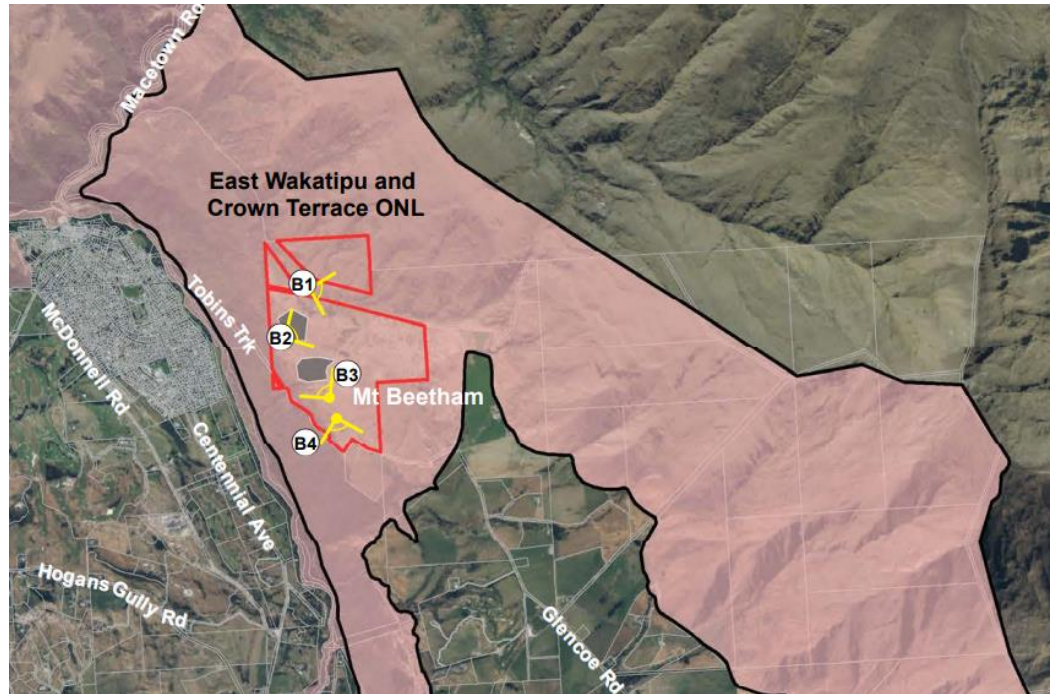 Macetown Rd
East Wakatipu and
Crown Terrace ONL
B1
Tobins Trk
B2
McDonnell Rd
B3
Mt Beetham
B4
Centennial Ave
Hogans Gully Rd
Glencoe Rd